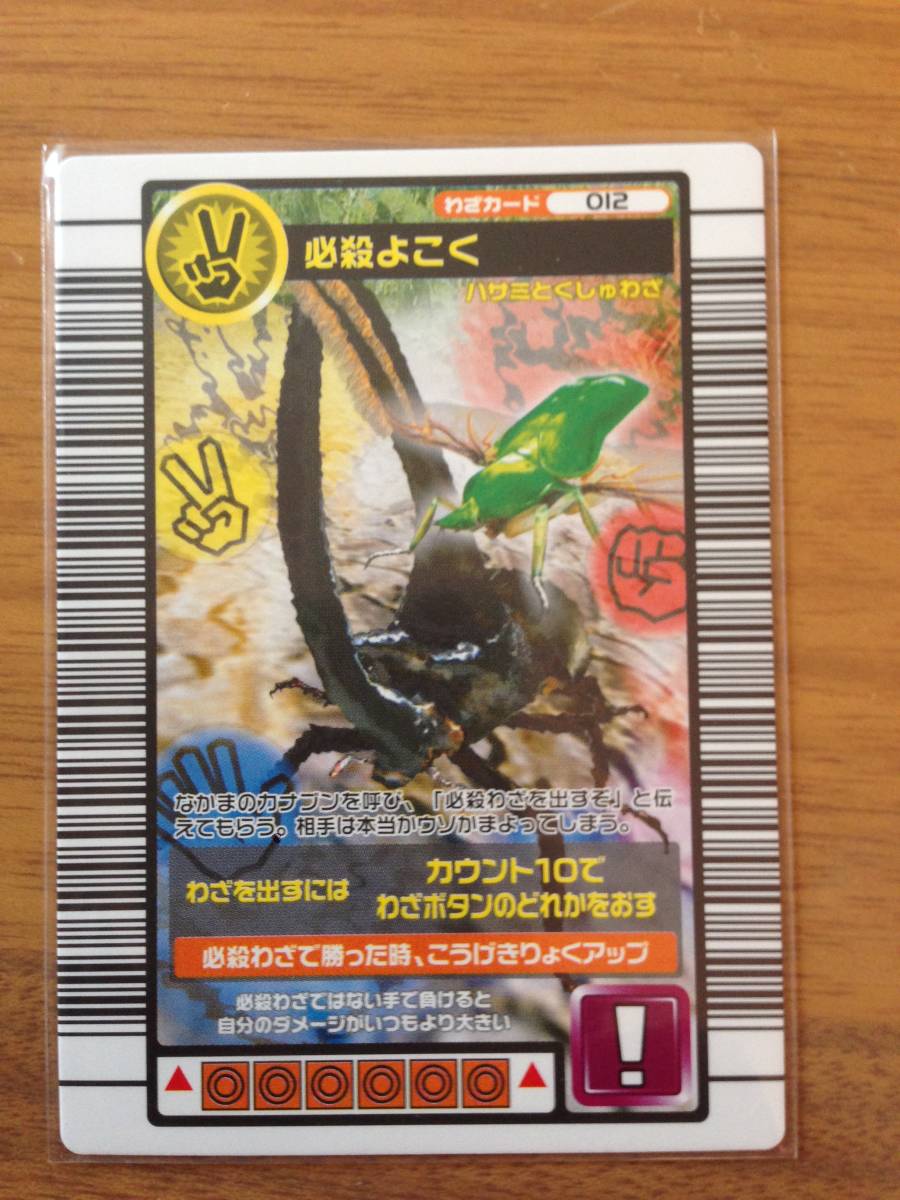 わざカード 012
必殺よこく
ハサミとくしゅわざ
なかまのカナブンを呼び、「必殺わざを出すぞ」と伝
えてもらう。相手は本当かウソかまよってしまう。
わざを出すには
カウント10で
わざボタンのどれかをおす
必殺わざで勝った時、こうげきりょくアップ
必殺わざではない手で負けると
自分のダメージがいつもより大きい
!